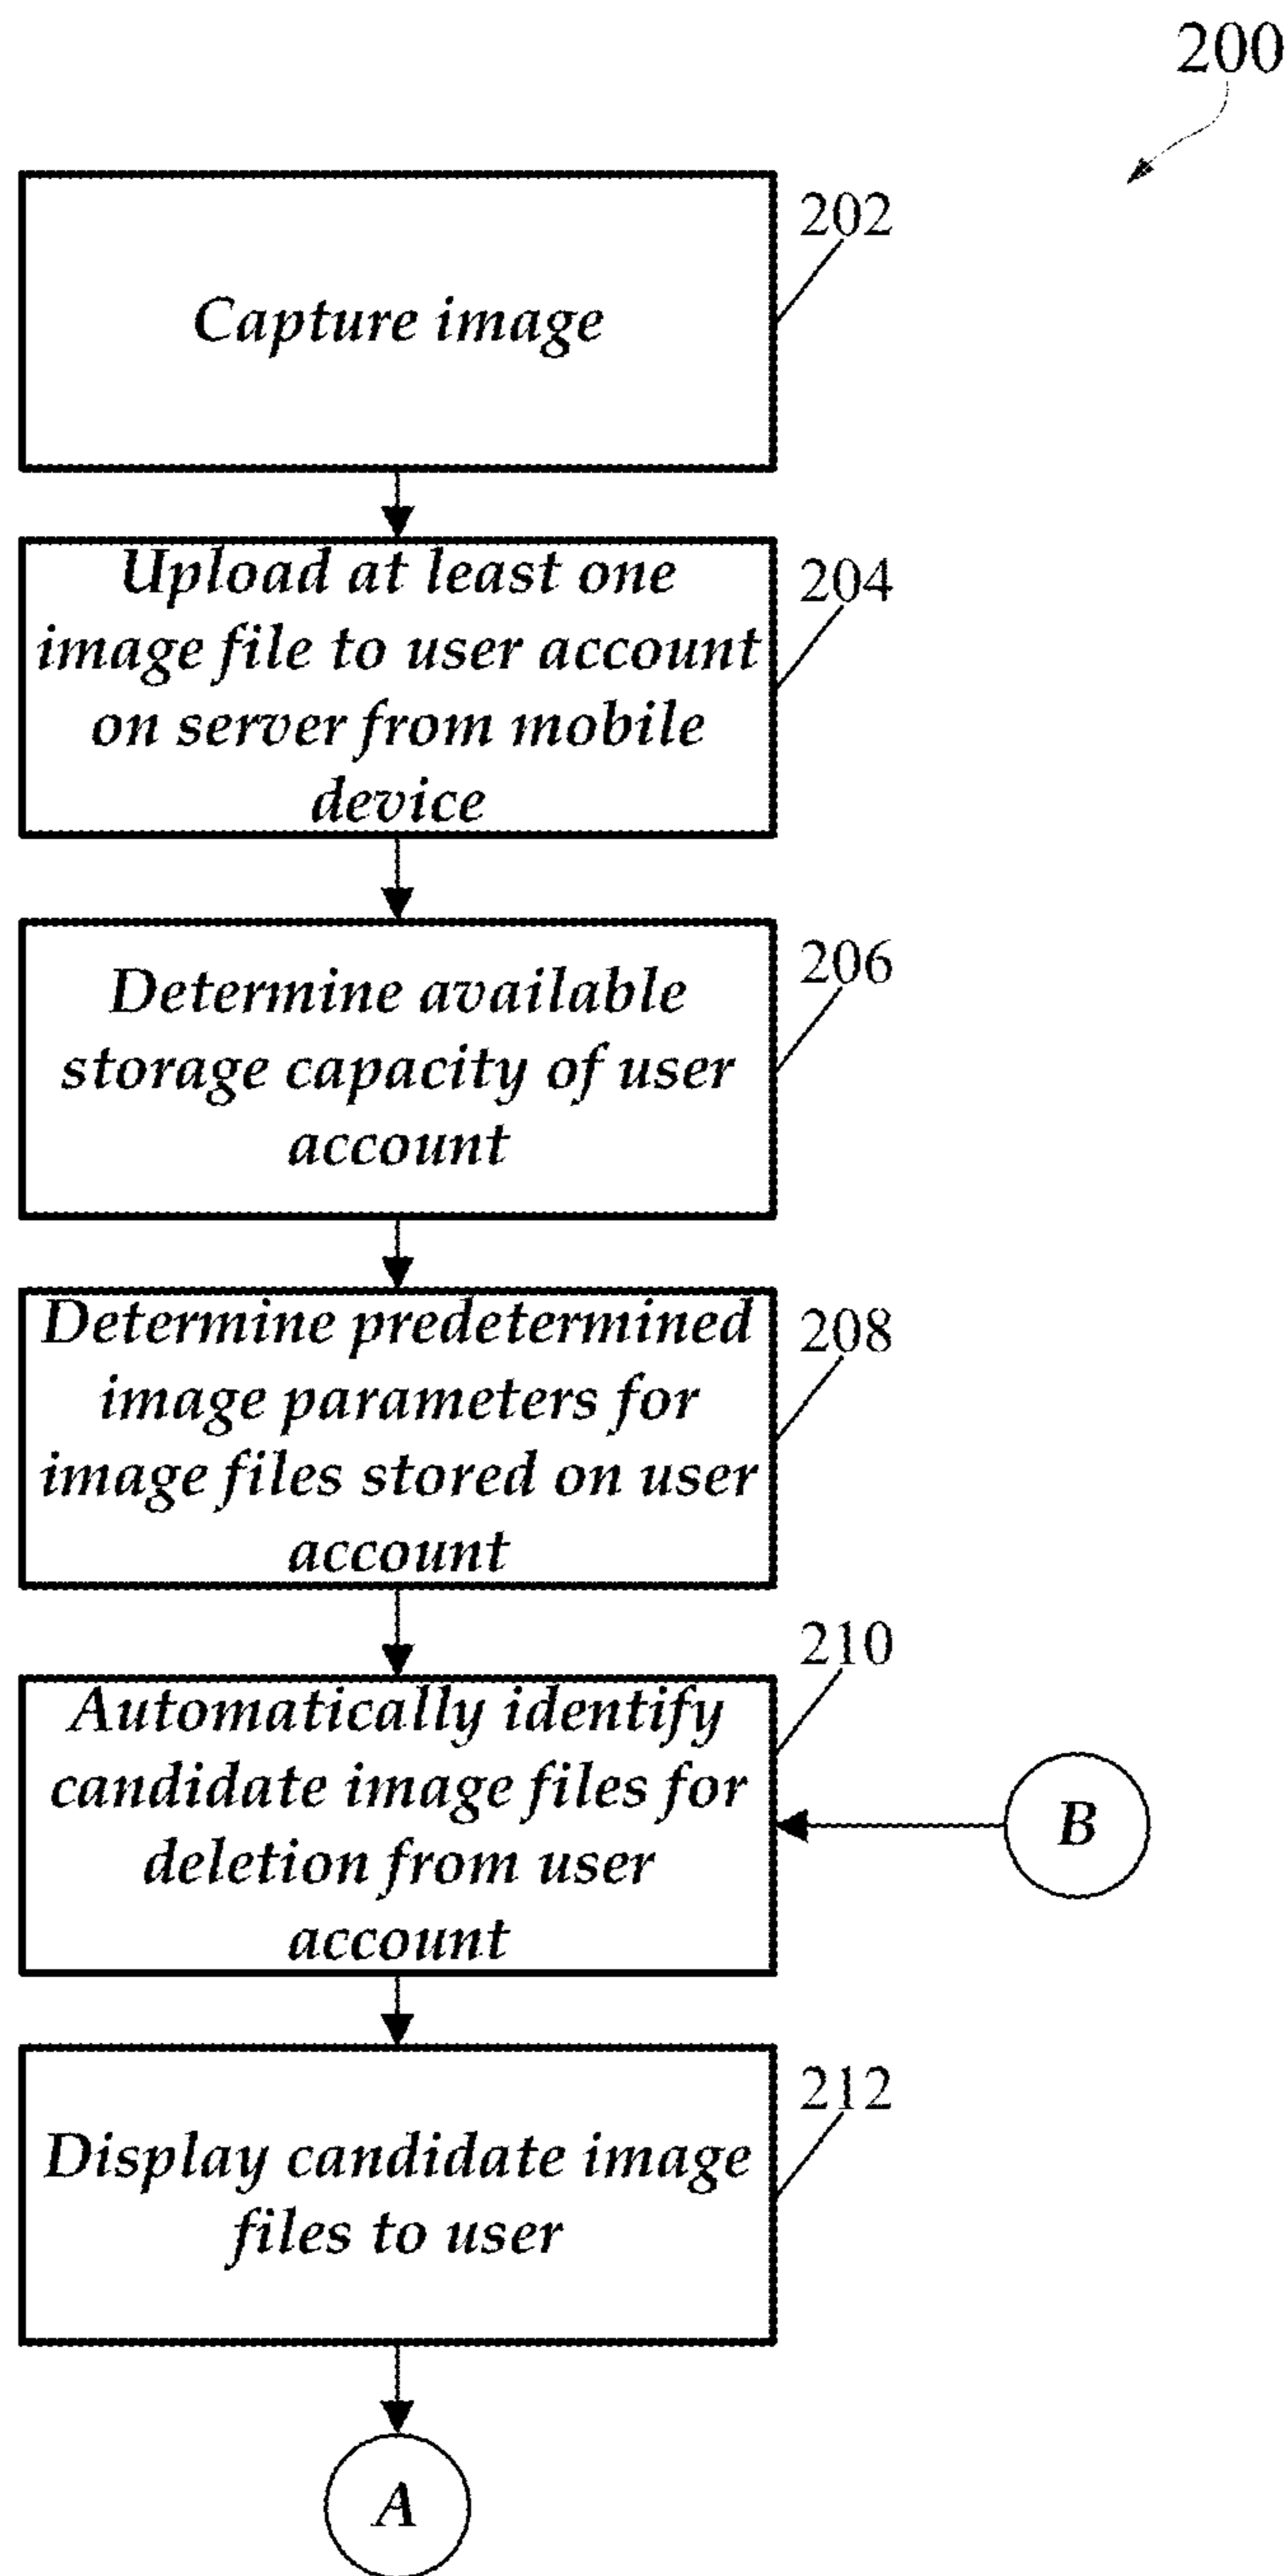 200
202
Capture image
204
Upload at least one
image file to user account
on server from mobile
device
206
Determine available
storage capacity of user
account
208
Determine predetermined
image parameters for
image files stored on user
account
210
Automatically identify
candidate image files for
deletion from user
account
B
212
Display candidate image
files to user
A